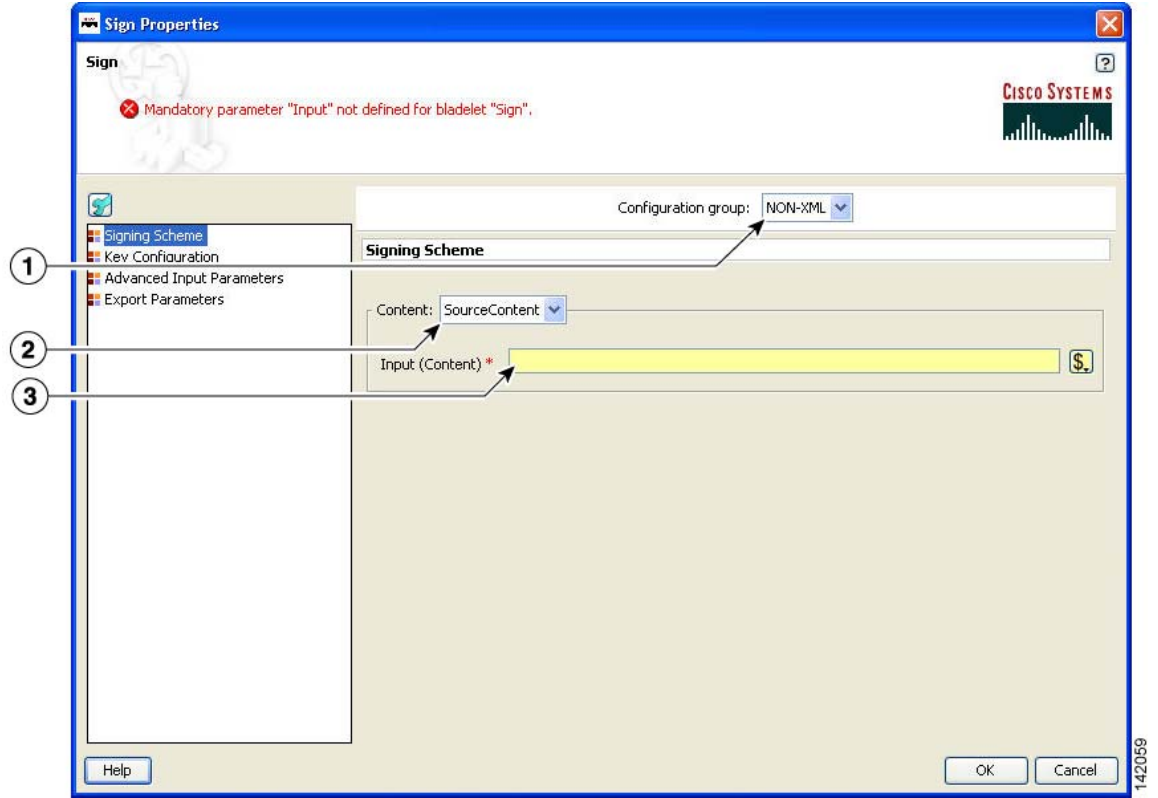 Sign Properties
Sign
Mandatory parameter "Input" not defined for bladelet "Sign".
CISCO SYSTEMS
Configuration group: NON-XML
Signing Scheme
Key Configuration
Advanced Input Parameters
Export Parameters
Signing Scheme
Content: SourceContent
Input (Content) *
$
1
2
3
Help
OK
Cancel
142059